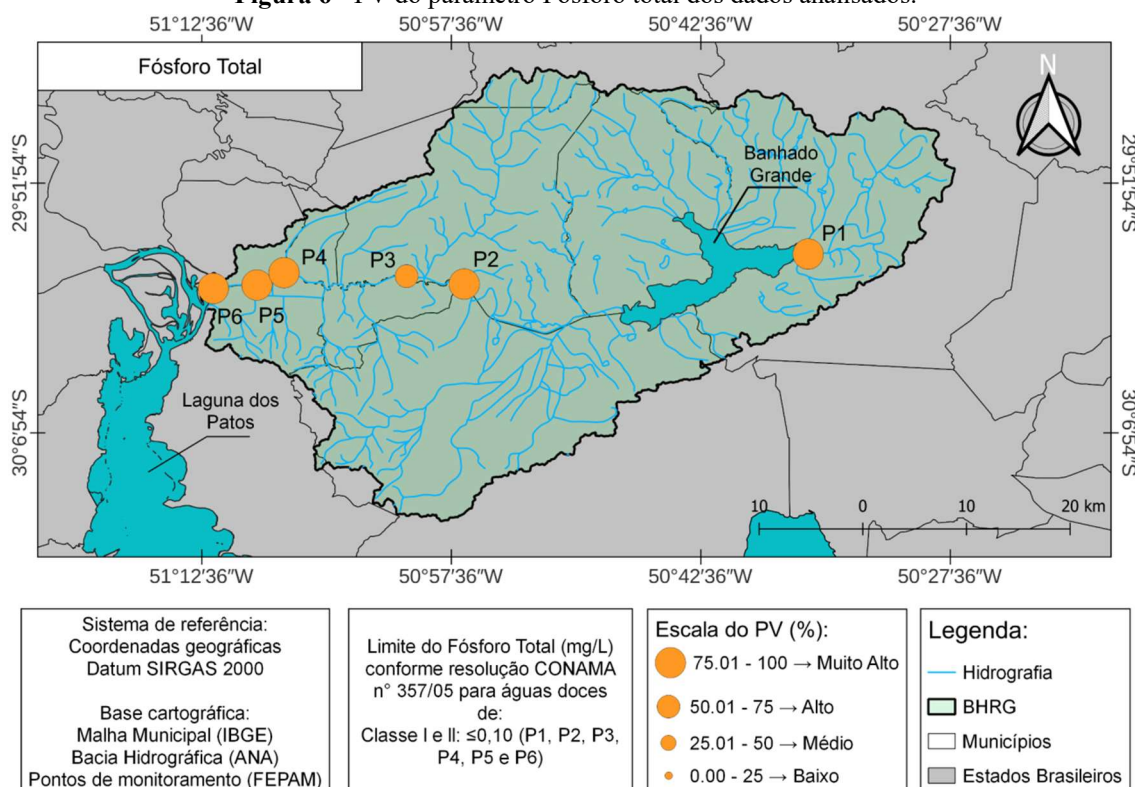 Figura 6 - PV do parâmetro Fósforo total dos dados analisados.
51°12'36"W 50°57'36"W 50°42'36"W 50°27'36"W
Fósforo Total
N
29°51'54"S
29°51'54"S
Banhado
Grande
P1
P4
P3
P2
P6
P5
Laguna dos
Patos
30°6'54"S
30°6'54"S
10 0 10 20 km
51°12'36"W 50°57'36"W 50°42'36"W 50°27'36"W
Sistema de referência:
Coordenadas geográficas
Datum SIRGAS 2000
Base cartográfica:
Malha Municipal (IBGE)
Bacia Hidrográfica (ANA)
Pontos de monitoramento (FEPAM)
Limite do Fósforo Total (mg/L)
conforme resolução CONAMA
n° 357/05 para águas doces
de:
Classe I e II: ≤0,10 (P1, P2, P3,
P4, P5 e P6)
Escala do PV (%):
75.01 - 100 → Muito Alto
50.01 - 75 → Alto
25.01 - 50 → Médio
0.00 - 25 → Baixo
Legenda:
Hidrografia
BHRG
Municípios
Estados Brasileiros